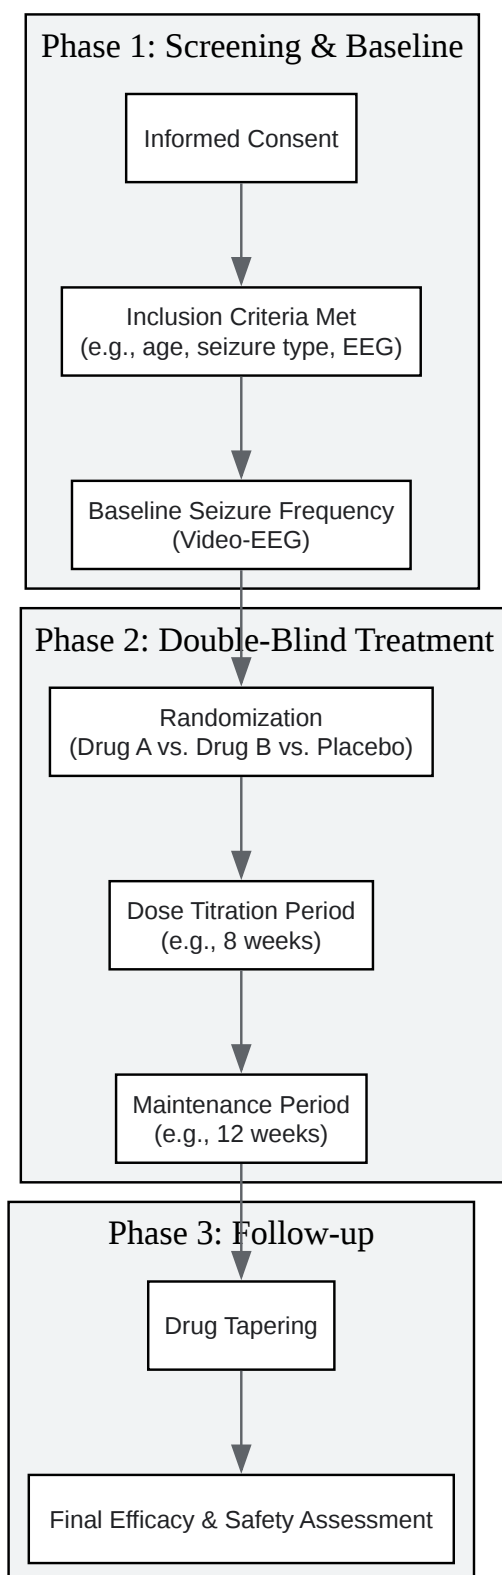 Phase 1: Screening & Baseline
Informed Consent
Inclusion Criteria Met
(e.g., age, seizure type, EEG)
Baseline Seizure Frequency
(Video-EEG)
Phase 2: Double-Blind Treatment
Randomization
(Drug A vs. Drug B vs. Placebo)
Dose Titration Period
(e.g., 8 weeks)
Maintenance Period
(e.g., 12 weeks)
Phase 3: Follow-up
Drug Tapering
Final Efficacy & Safety Assessment